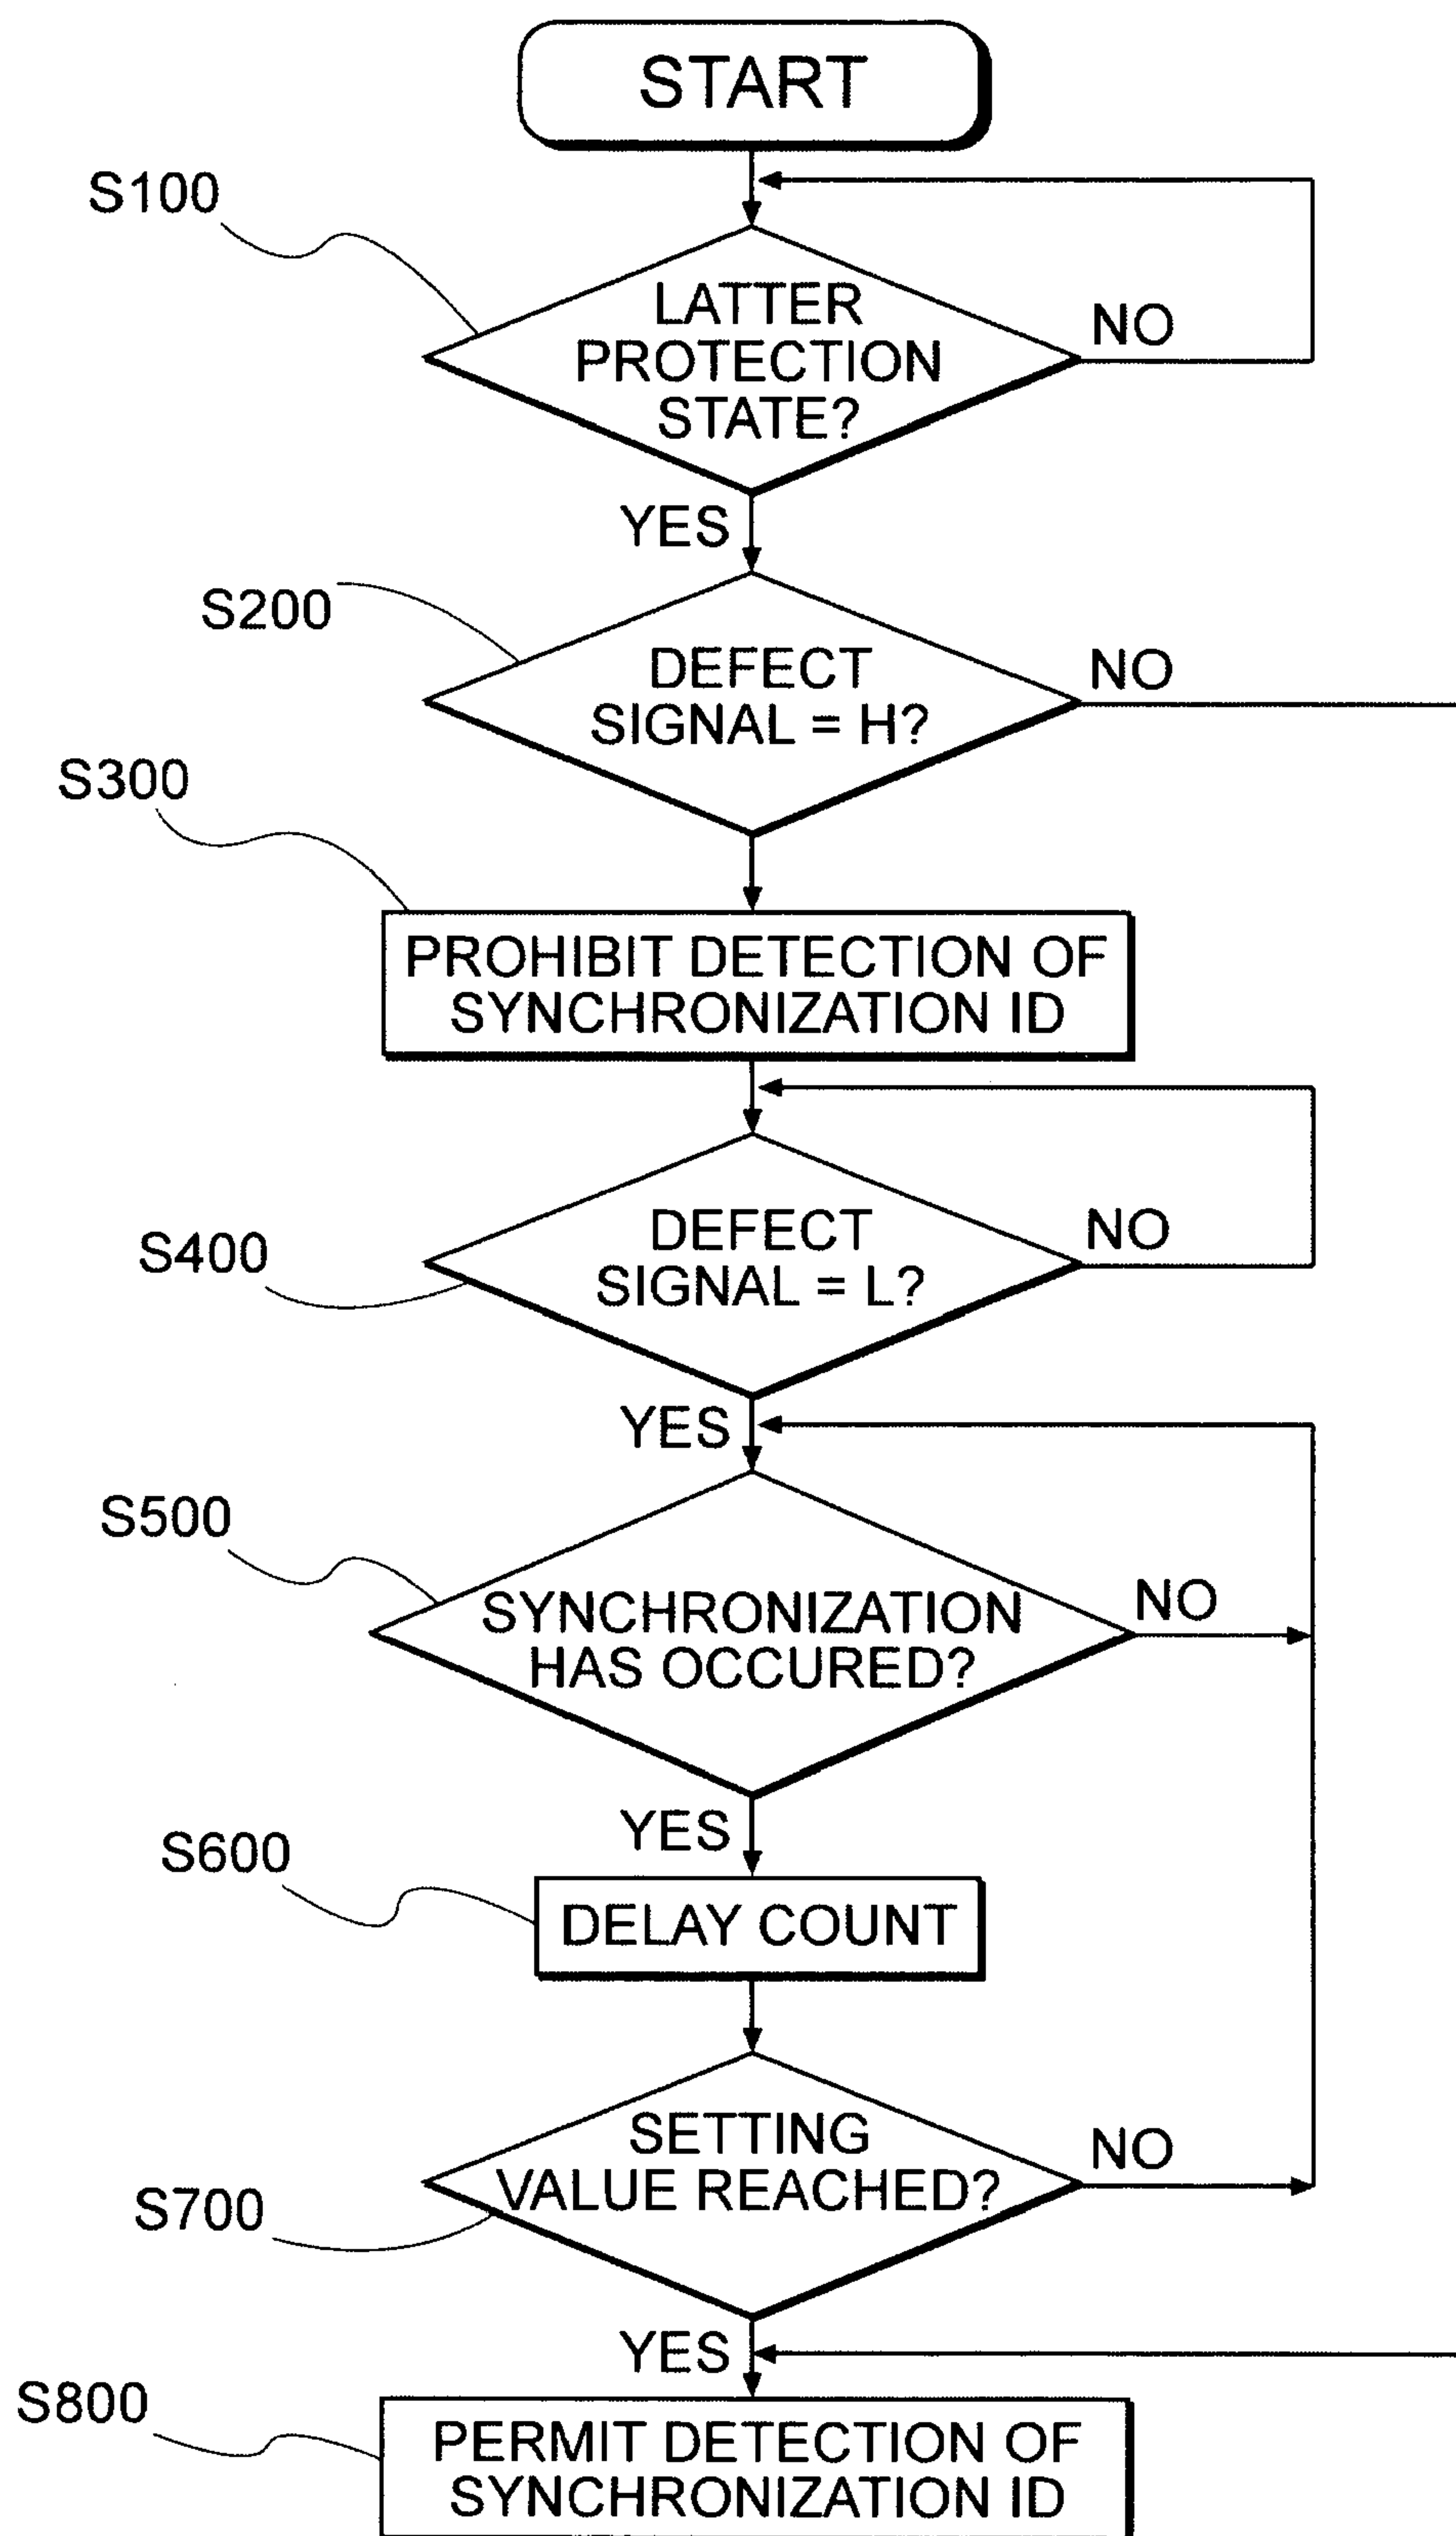 START
S100
LATTER
PROTECTION
STATE?
NO
YES
S200
DEFECT
SIGNAL = H?
NO
S300
PROHIBIT DETECTION OF
SYNCHRONIZATION ID
S400
DEFECT
SIGNAL = L?
NO
YES
S500
SYNCHRONIZATION
HAS OCCURED?
NO
YES
S600
DELAY COUNT
S700
SETTING
VALUE REACHED?
NO
YES
S800
PERMIT DETECTION OF
SYNCHRONIZATION ID